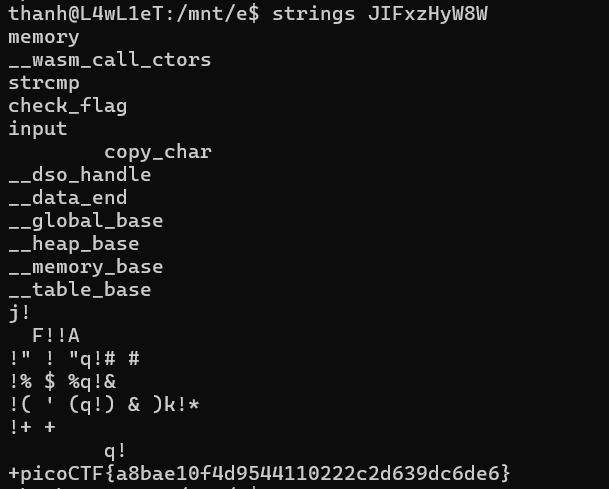 thanh@L4wL1eT:/mnt/e$ strings JIFxzHyW8W
memory
__wasm_call_ctors
strcmp
check_flag
input
        copy_char
__dso_handle
__data_end
__global_base
__heap_base
__memory_base
__table_base
j!
  F!!A
!" ! "q!# #
!% $ %q!&
!( ' (q!) & )k!*
!+ +
        q!
+picoCTF{a8bae10f4d9544110222c2d639dc6de6}